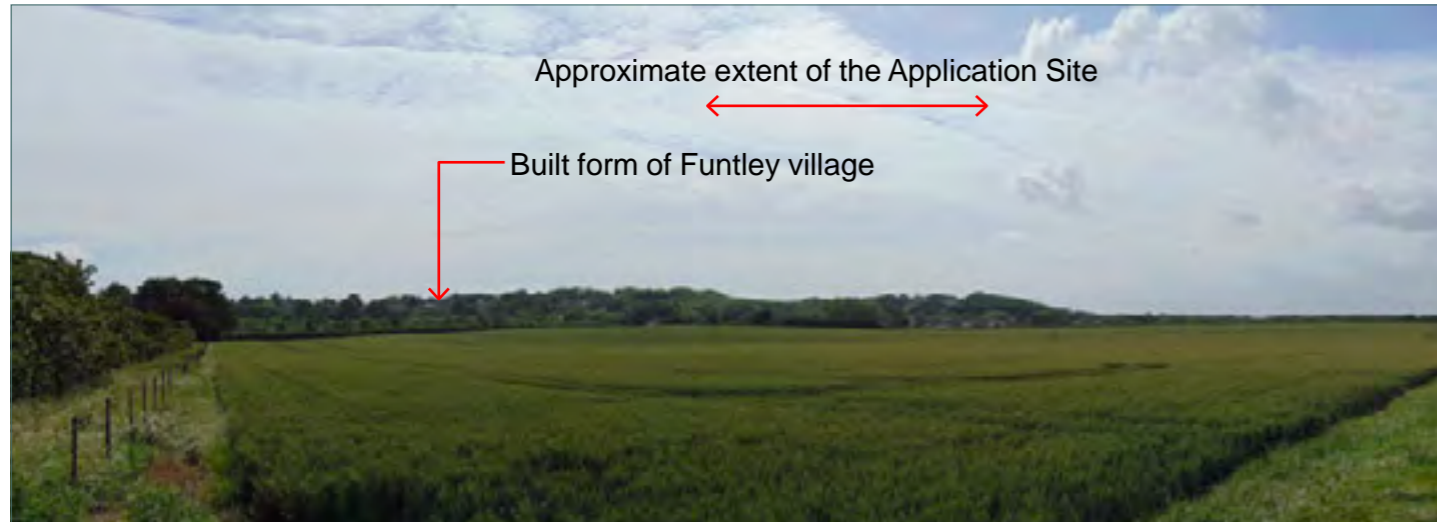 Approximate extent of the Application Site
Built form of Funtley village